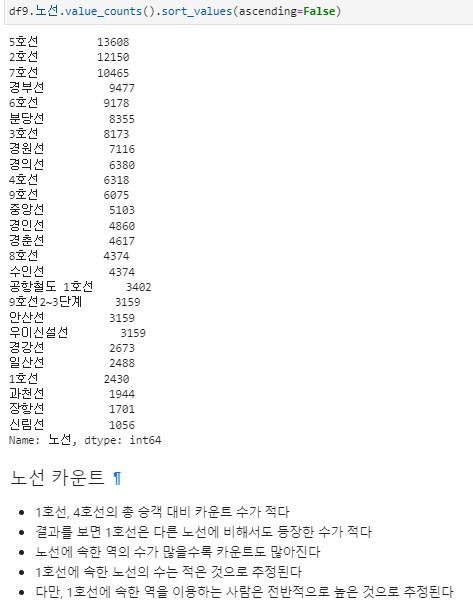 df9.노선.value_counts().sort_values(ascending=False)
5호선 13608
2호선 12150
7호선 10465
경부선 9477
6호선 9178
분당선 8355
3호선 8173
경원선 7116
경의선 6380
4호선 6318
9호선 6075
중앙선 5103
경인선 4860
경춘선 4617
8호선 4374
수인선 4374
공항철도 1호선 3402
9호선2~3단계 3159
안산선 3159
우이신설선 3159
경강선 2673
일산선 2488
1호선 2430
과천선 1944
장항선 1701
신림선 1056
Name: 노선, dtype: int64
노선 카운트 ¶
• 1호선, 4호선의 총 승객 대비 카운트 수가 적다
• 결과를 보면 1호선은 다른 노선에 비해서도 등장한 수가 적다
• 노선에 속한 역의 수가 많을수록 카운트도 많아진다
• 1호선에 속한 노선의 수는 적은 것으로 추정된다
• 다만, 1호선에 속한 역을 이용하는 사람은 전반적으로 높은 것으로 추정된다